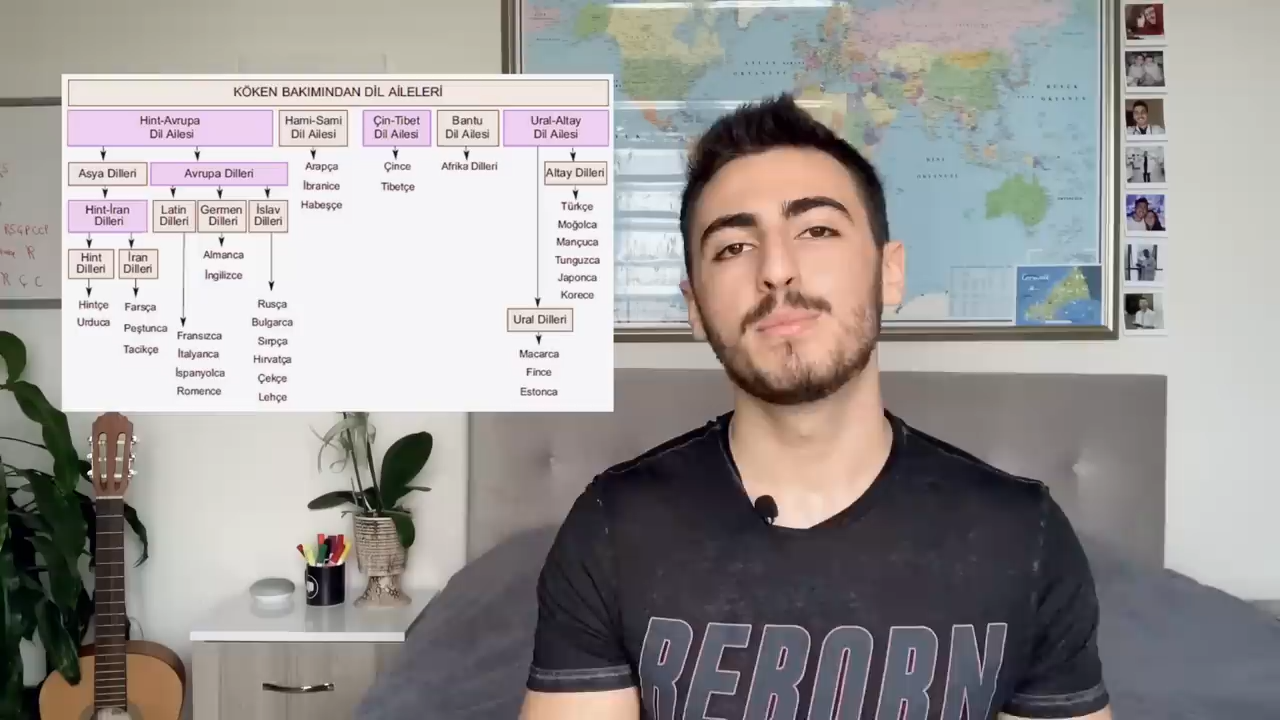 KÖKEN BAKIMINDAN DİL AİLELERİ
Hint-Avrupa
Dil Ailesi
Hami-Sami
Dil Ailesi
Çin-Tibet
Dil Ailesi
Bantu
Dil Ailesi
Ural-Altay
Dil Ailesi
Asya Dilleri
Avrupa Dilleri
Arapça
İbranice
Habeşçe
Çince
Tibetçe
Afrika Dilleri
Altay Dilleri
Hint-İran
Dilleri
Latin
Dilleri
Germen
Dilleri
İslav
Dilleri
Türkçe
Moğolca
Mançuca
Tunguzca
Japonca
Korece
Hint
Dilleri
İran
Dilleri
Almanca
İngilizce
Hintçe
Urduca
Farsça
Peştunca
Tacikçe
Fransızca
İtalyanca
İspanyolca
Romence
Rusça
Bulgarca
Sırpça
Hırvatça
Çekçe
Lehçe
Ural Dilleri
Macarca
Fince
Estonca
REBORN